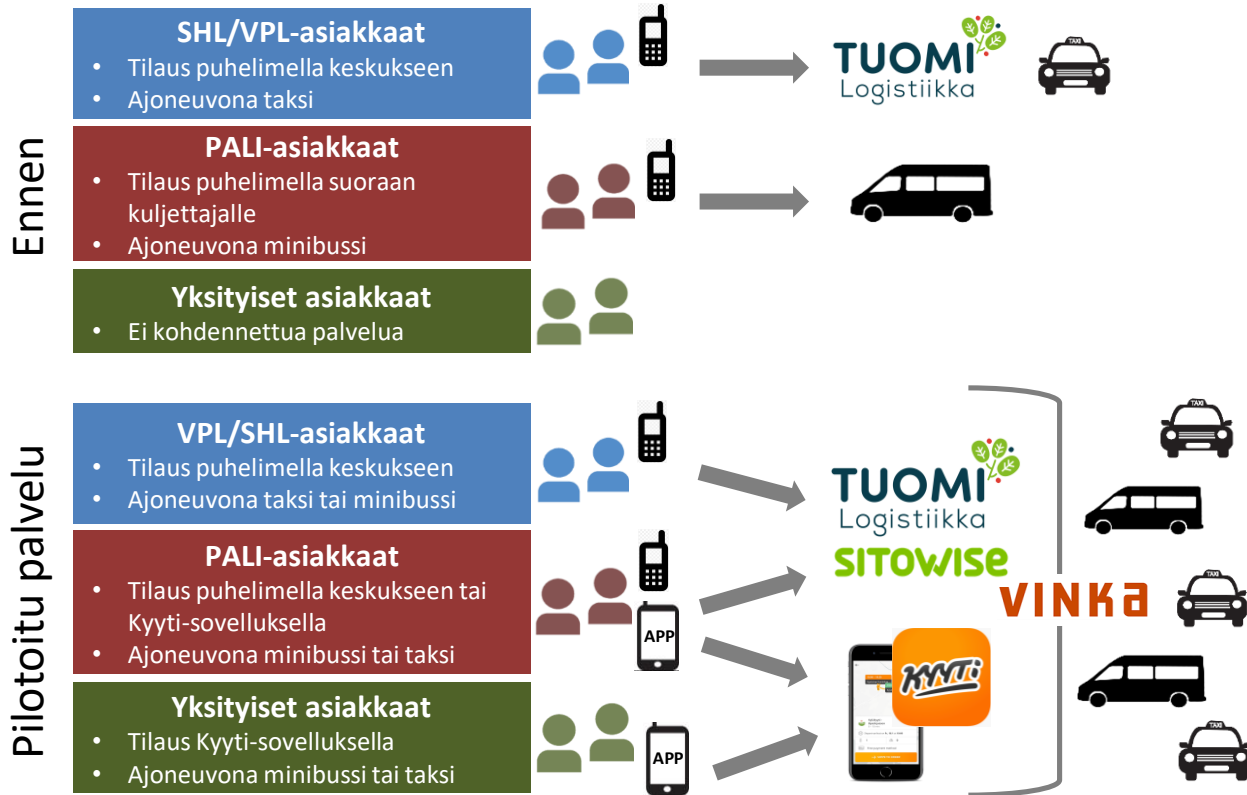 Ennen
SHL/VPL-asiakkaat
• Tilaus puhelimella keskukseen
• Ajoneuvona taksi
TUOMI
Logistiikka
TAXI
PALI-asiakkaat
• Tilaus puhelimella suoraan
kuljettajalle
• Ajoneuvona minibussi
Yksityiset asiakkaat
• Ei kohdennettua palvelua
Pilotoitu palvelu
VPL/SHL-asiakkaat
• Tilaus puhelimella keskukseen
• Ajoneuvona taksi tai minibussi
PALI-asiakkaat
• Tilaus puhelimella keskukseen tai
Kyyti-sovelluksella
• Ajoneuvona minibussi tai taksi
APP
Yksityiset asiakkaat
• Tilaus Kyyti-sovelluksella
• Ajoneuvona minibussi tai taksi
APP
TUOMI
Logistiikka
SITOWISE
KYYTI
VINKA
TAXI
TAXI
TAXI